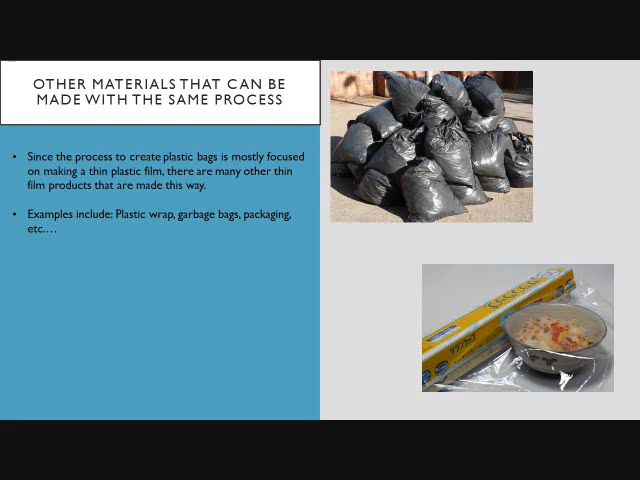 OTHER MATERIALS THAT CAN BE
MADE WITH THE SAME PROCESS
• Since the process to create plastic bags is mostly focused
on making a thin plastic film, there are many other thin
film products that are made this way.
• Examples include: Plastic wrap, garbage bags, packaging,
etc.…